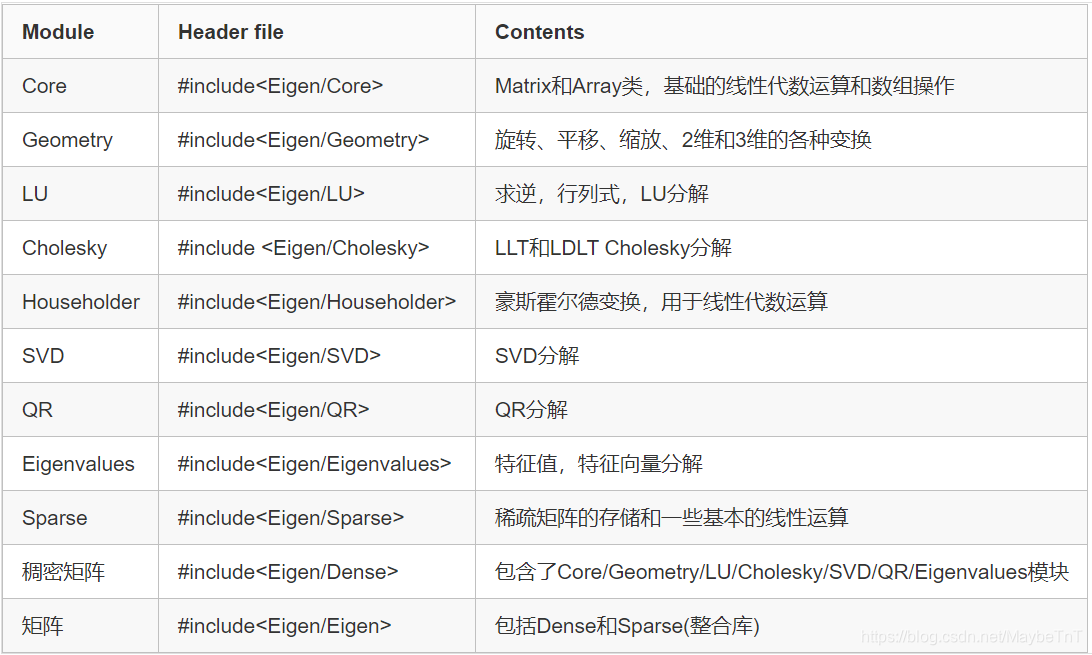 Module Header file Contents
Core #include<Eigen/Core> Matrix和Array类，基础的线性代数运算和数组操作
Geometry #include<Eigen/Geometry> 旋转、平移、缩放、2维和3维的各种变换
LU #include<Eigen/LU> 求逆，行列式，LU分解
Cholesky #include <Eigen/Cholesky> LLT和LDLT Cholesky分解
Householder #include<Eigen/Householder> 豪斯霍尔德变换，用于线性代数运算
SVD #include<Eigen/SVD> SVD分解
QR #include<Eigen/QR> QR分解
Eigenvalues #include<Eigen/Eigenvalues> 特征值，特征向量分解
Sparse #include<Eigen/Sparse> 稀疏矩阵的存储和一些基本的线性运算
稠密矩阵 #include<Eigen/Dense> 包含了Core/Geometry/LU/Cholesky/SVD/QR/Eigenvalues模块
矩阵 #include<Eigen/Eigen> 包括Dense和Sparse(整合库)
https://blog.csdn.net/MaybeTnT